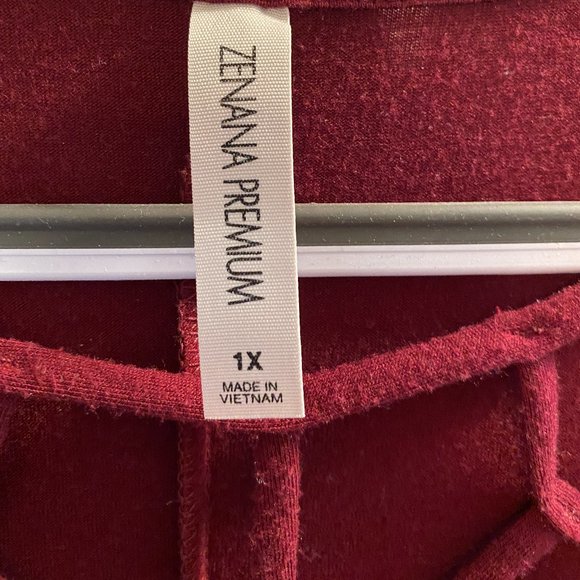 ZENANA PREMIUM
1X
MADE IN
VIETNAM